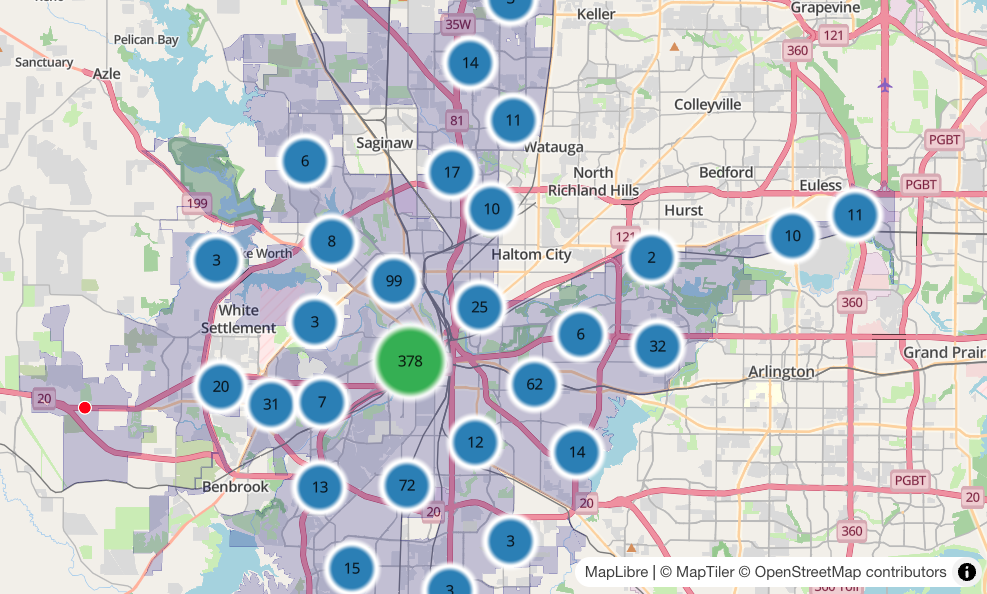 Grapevine
Keller
35W
121
Pelican Bay
360
Sanctuary
14
Azle
Colleyville
81
11
Saginaw
PGBT
Watauga
6
17
North
Richland Hills
Bedford
Euless
PGBT
199
10
Hurst
11
121
10
8
ke Worth
Haltom City
3
2
99
25
360
White
Settlement
3
6
32
Grand Prair
378
Arlington
20
62
20
31
7
12
14
Benbrook
13
72
PGBT
20
20
20
360
3
15
3
MapLibre | © MapTiler © OpenStreetMap contributors